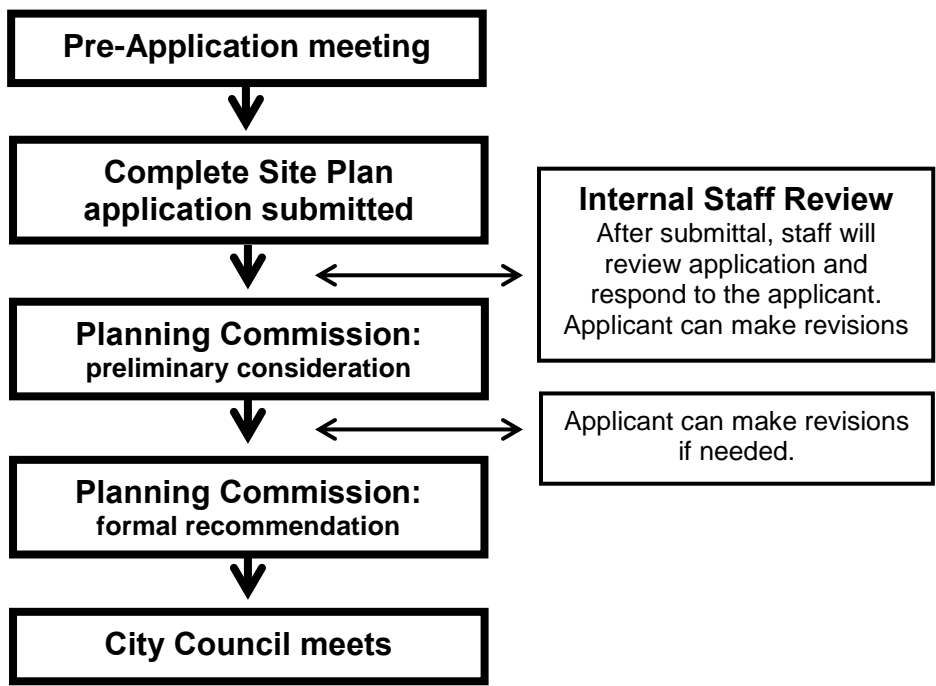 Pre-Application meeting
Complete Site Plan
application submitted
Internal Staff Review
After submittal, staff will
review application and
respond to the applicant.
Applicant can make revisions
Planning Commission:
preliminary consideration
Applicant can make revisions
if needed.
Planning Commission:
formal recommendation
City Council meets